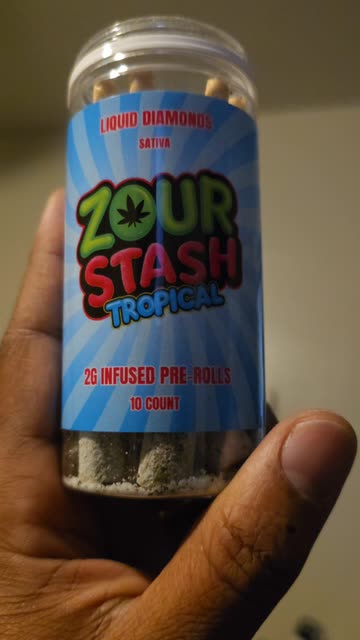 LIQUID DIAMONDS
SATIVA
ZOUR
STASH
TROPICAL
2G INFUSED PRE-ROLLS
10 COUNT